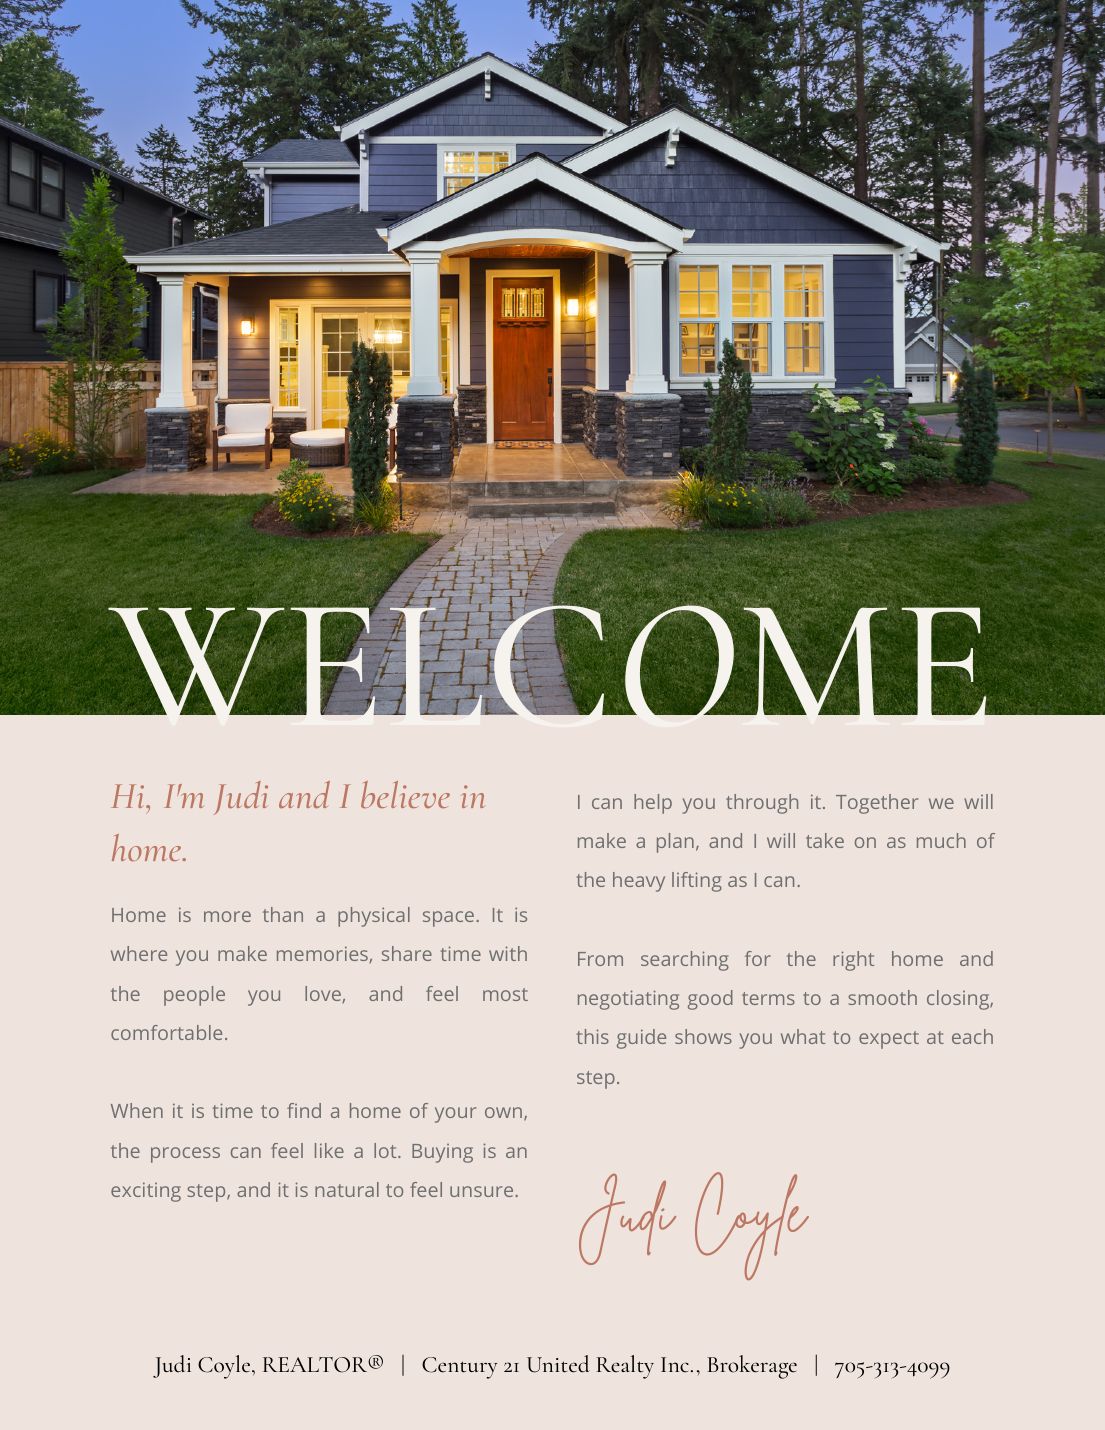 WELCOME
Hi, I'm Judi and I believe in
home.
Home is more than a physical space. It is
where you make memories, share time with
the people you love, and feel most
comfortable.
When it is time to find a home of your own,
the process can feel like a lot. Buying is an
exciting step, and it is natural to feel unsure.
I can help you through it. Together we will
make a plan, and I will take on as much of
the heavy lifting as I can.
From searching for the right home and
negotiating good terms to a smooth closing,
this guide shows you what to expect at each
step.
Judi Coyle
Judi Coyle, REALTOR® | Century 21 United Realty Inc., Brokerage | 705-313-4099